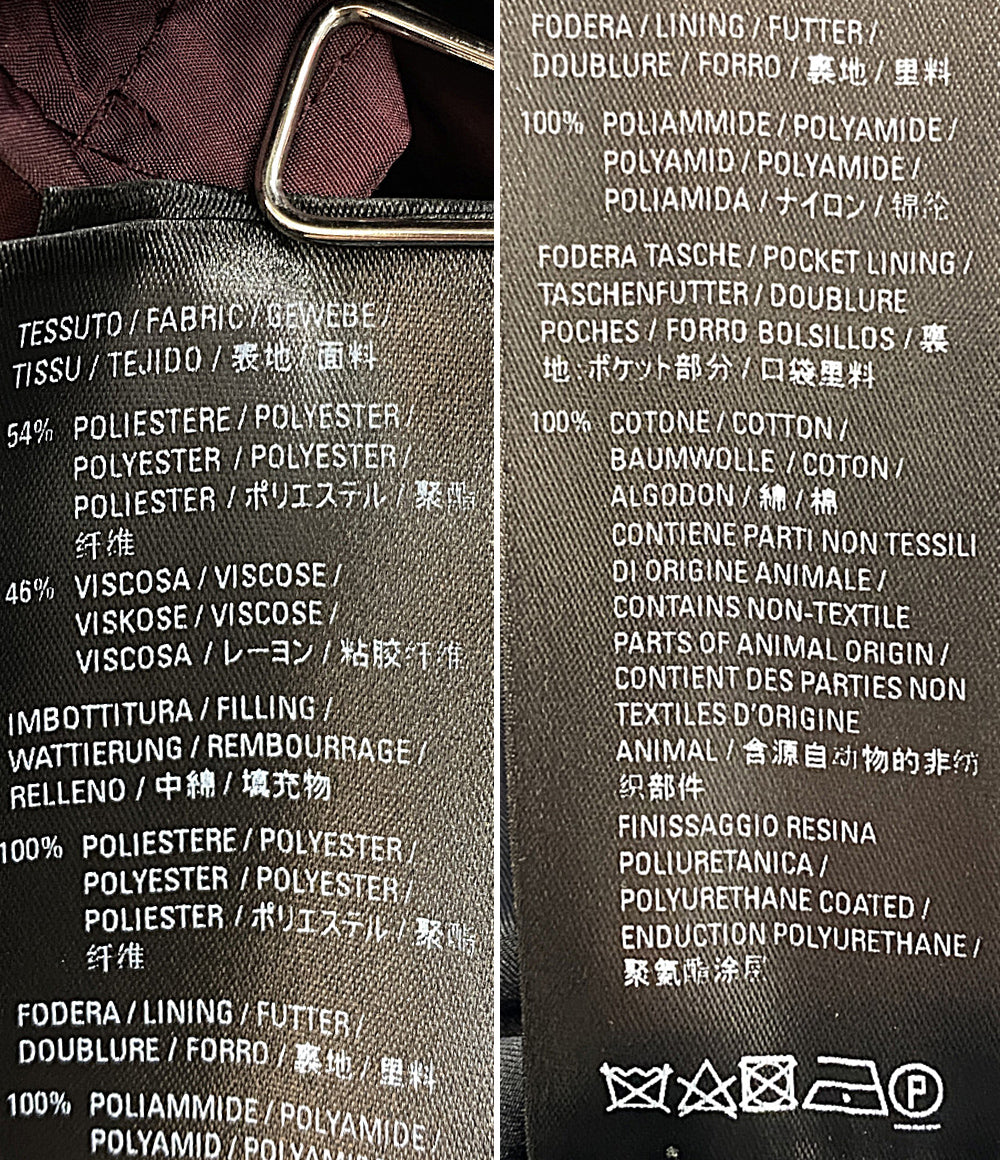 TESSUTO / FABRIC / GEWEBE /
TISSU / TEJIDO / 表地 / 面料
54% POLIESTERE / POLYESTER /
POLYESTER / POLYESTER /
POLIESTER / ポリエステル / 聚酯
纤维
46% VISCOSA / VISCOSE /
VISKOSE / VISCOSE /
VISCOSA / レーヨン / 粘胶纤维
IMBOTTITURA / FILLING /
WATTIERUNG / REMBOURRAGE /
RELLENO / 中綿 / 填充物
100% POLIESTERE / POLYESTER /
POLYESTER / POLYESTER /
POLIESTER / ポリエステル / 聚酯
纤维
FODERA / LINING / FUTTER /
DOUBLURE / FORRO / 裏地 / 里料
100% POLIAMMIDE / POLYAMIDE /
POLYAMID / POLYAMIDE
FODERA / LINING / FUTTER /
DOUBLURE / FORRO / 裏地 / 里料
100% POLIAMMIDE / POLYAMIDE /
POLYAMID / POLYAMIDE /
POLIAMIDA / ナイロン / 锦纶
FODERA TASCHE / POCKET LINING /
TASCHENFUTTER / DOUBLURE
POCHES / FORRO BOLSILLOS / 裏
地:ポケット部分 / 口袋里料
100% COTONE / COTTON /
BAUMWOLLE / COTON /
ALGODON / 綿 / 棉
CONTIENE PARTI NON TESSILI
DI ORIGINE ANIMALE /
CONTAINS NON-TEXTILE
PARTS OF ANIMAL ORIGIN /
CONTIENT DES PARTIES NON
TEXTILES D'ORIGINE
ANIMAL / 含源自动物的非纺
织部件
FINISSAGGIO RESINA
POLIURETANICA /
POLYURETHANE COATED /
ENDUCTION POLYURETHANE /
聚氨酯涂层
P